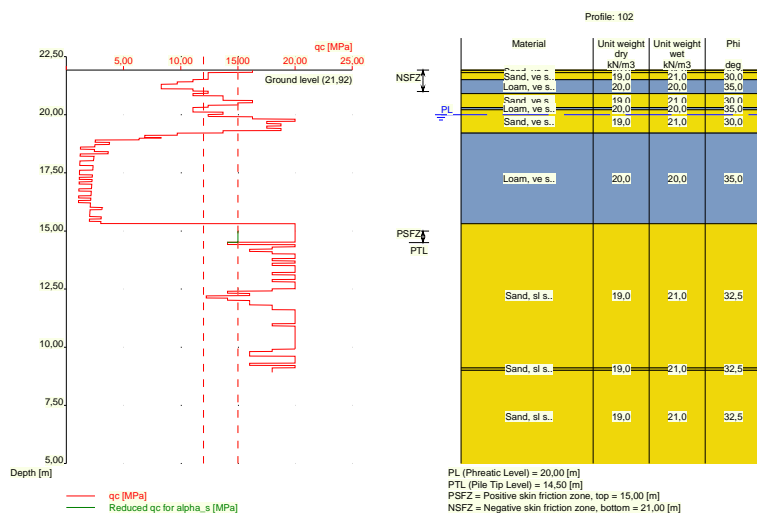 Profile: 102
qc [MPa]
5,00 10,00 15,00 20,00 25,00
22,50
20,00
17,50
15,00
12,50
10,00
7,50
5,00
Depth [m]
Ground level (21,92)
NSFZ
PL
PSFZ
PTL
Material Unit weight dry kN/m3 Unit weight wet kN/m3 Phi deg
Sand, ve s.. 19,0 21,0 30,0
Loam, ve s.. 20,0 20,0 35,0
Sand, ve s.. 19,0 21,0 30,0
Loam, ve s.. 20,0 20,0 35,0
Sand, ve s.. 19,0 21,0 30,0
Loam, ve s.. 20,0 20,0 35,0
Sand, sl s.. 19,0 21,0 32,5
Sand, sl s.. 19,0 21,0 32,5
Sand, sl s.. 19,0 21,0 32,5
qc [MPa]
Reduced qc for alpha_s [MPa]
PL (Phreatic Level) = 20,00 [m]
PTL (Pile Tip Level) = 14,50 [m]
PSFZ = Positive skin friction zone, top = 15,00 [m]
NSFZ = Negative skin friction zone, bottom = 21,00 [m]